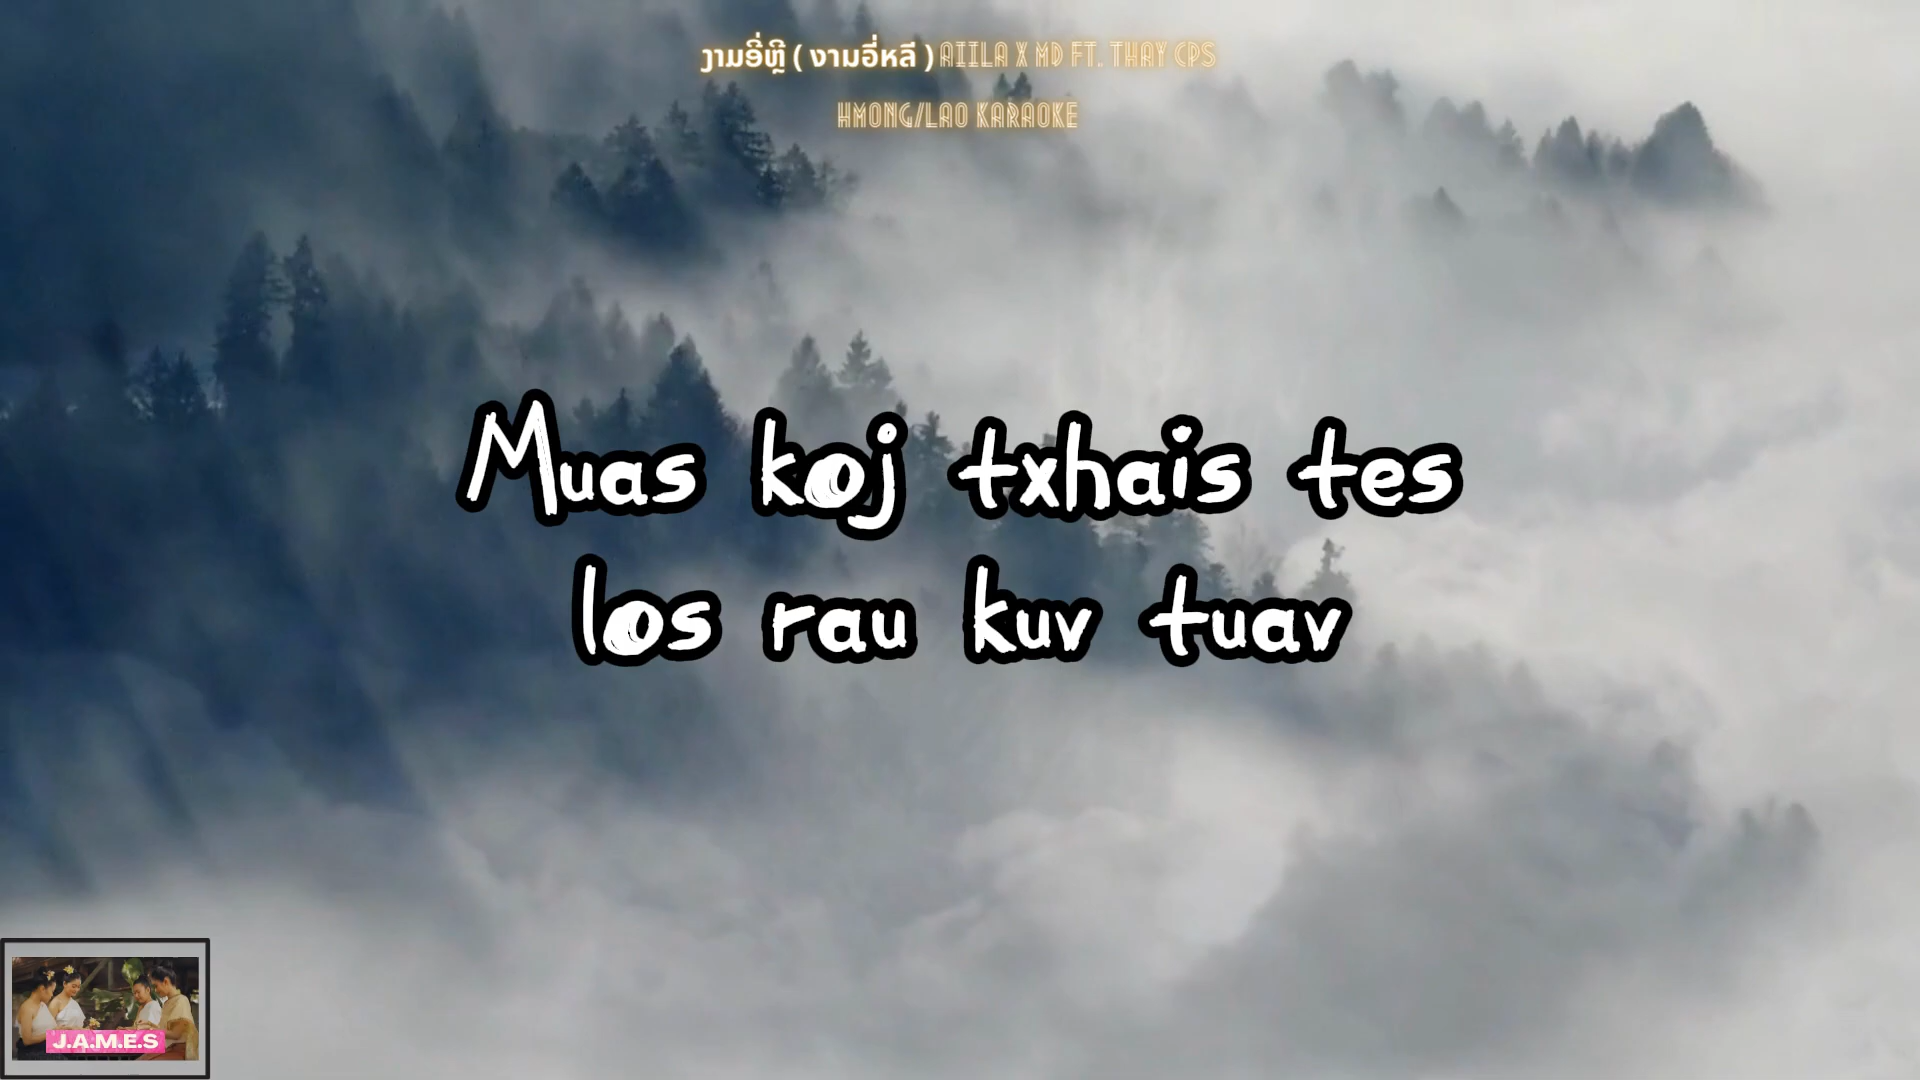 ງາມອີ່ຫຼີ ( งามอี่หลี ) AIILA X MD FT. THAY CPS
HMONG/LAO KARAOKE
Muas koj txhais tes
los rau kuv tuav
J.A.M.E.S